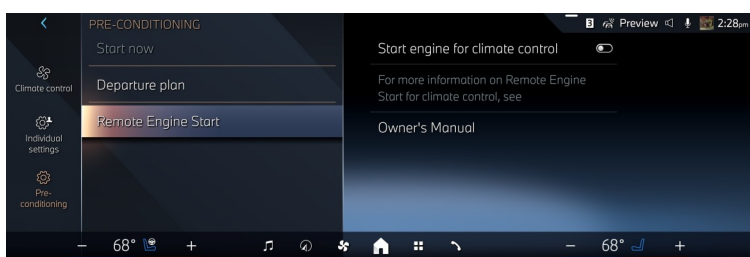 PRE-CONDITIONING
3 Preview 2:28pm
Start now
Start engine for climate control
Climate control
Departure plan
For more information on Remote Engine
Start for climate control, see
Remote Engine Start
Owner's Manual
Individual
settings
Pre-
conditioning
− 68° +
− 68° +